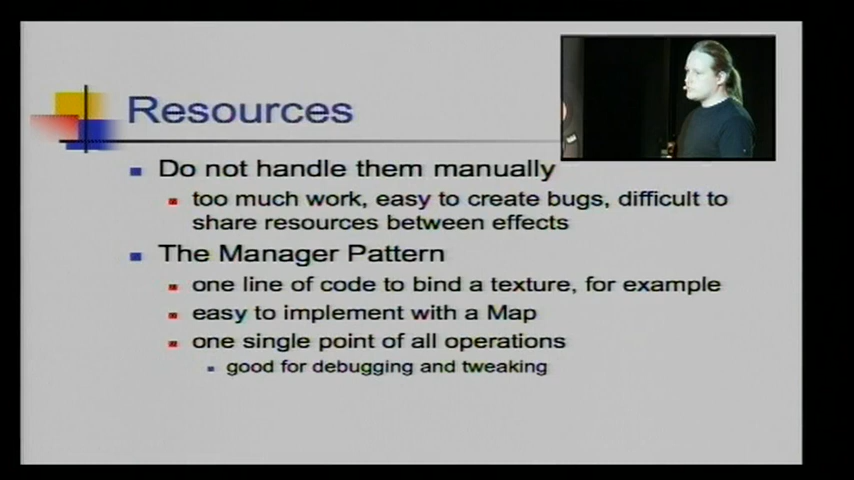 Resources
Do not handle them manually
too much work, easy to create bugs, difficult to
share resources between effects
The Manager Pattern
one line of code to bind a texture, for example
easy to implement with a Map
one single point of all operations
good for debugging and tweaking